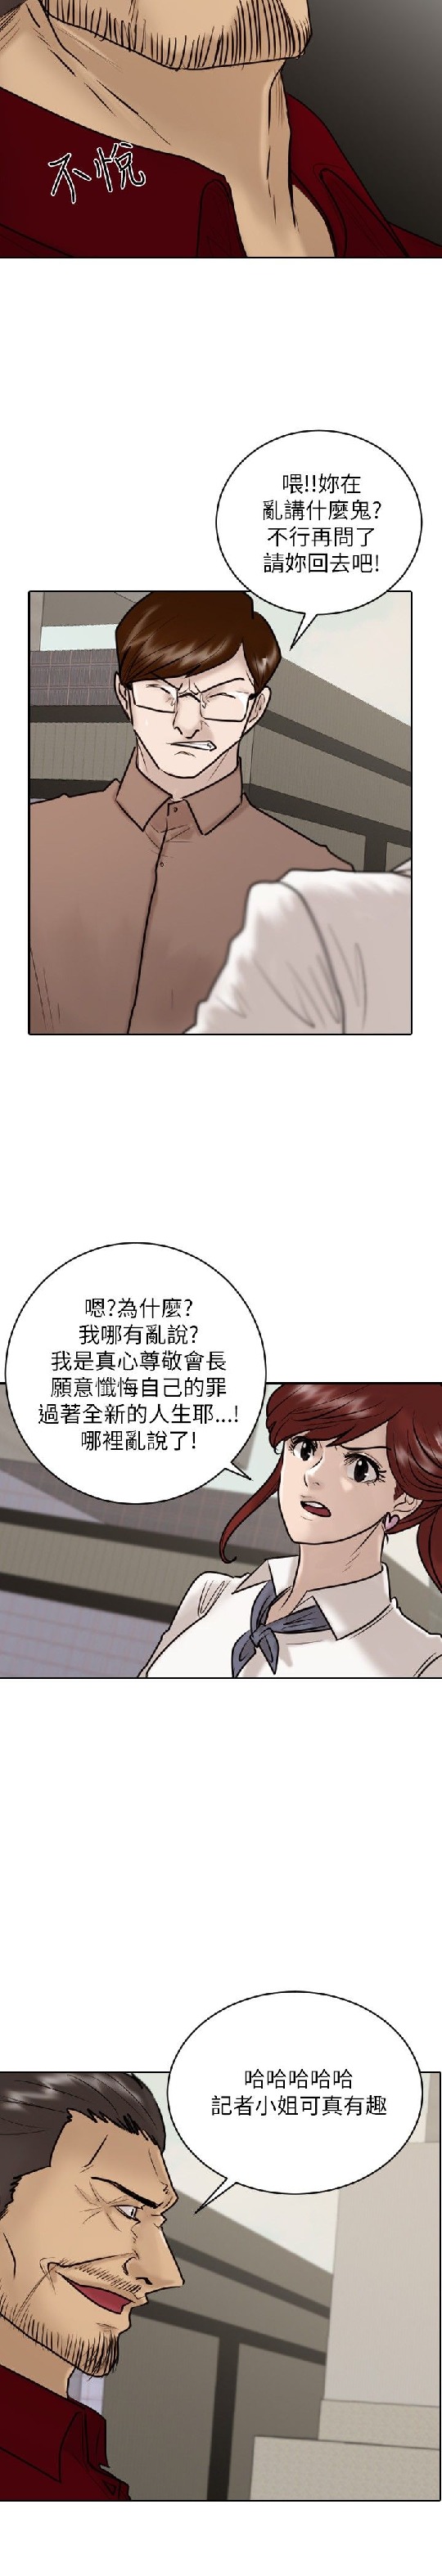 不悅
喂!!妳在
亂講什麼鬼?
不行再問了
請妳回去吧!
嗯?為什麼?
我哪有亂說?
我是真心尊敬會長
願意懺悔自己的罪
過著全新的人生耶...!
哪裡亂說了!
哈哈哈哈哈
記者小姐可真有趣